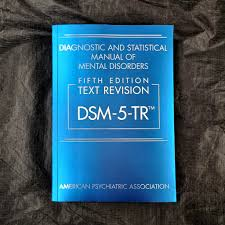 DIAGNOSTIC AND STATISTICAL
MANUAL OF
MENTAL DISORDERS
FIFTH EDITION
TEXT REVISION
DSM-5-TR™
AMERICAN PSYCHIATRIC ASSOCIATION